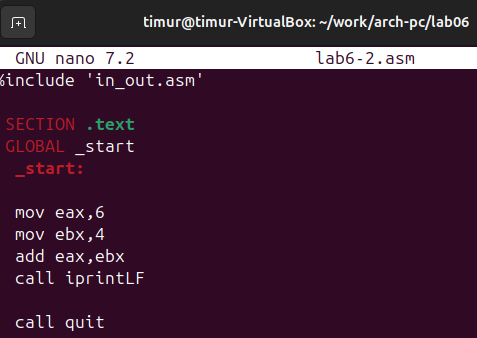 timur@timur-VirtualBox: ~/work/arch-pc/lab06
GNU nano 7.2 lab6-2.asm
%include 'in_out.asm'
SECTION .text
GLOBAL _start
_start:
mov eax,6
mov ebx,4
add eax,ebx
call iprintLF
call quit